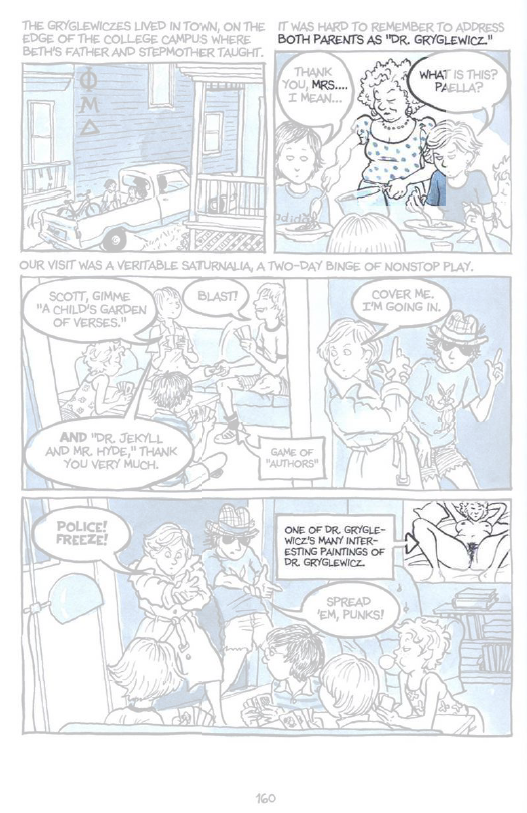 THE GRYGLEWICZES LIVED IN TOWN, ON THE
EDGE OF THE COLLEGE CAMPUS WHERE
BETH'S FATHER AND STEPMOTHER TAUGHT.
Φ
Μ
Δ
IT WAS HARD TO REMEMBER TO ADDRESS
BOTH PARENTS AS "DR. GRYGLEWICZ."
THANK
YOU, MRS....
I MEAN...
WHAT IS THIS?
PAELLA?
OUR VISIT WAS A VERITABLE SATURNALIA, A TWO-DAY BINGE OF NONSTOP PLAY.
SCOTT, GIMME
"A CHILD'S GARDEN
OF VERSES."
BLAST!
AND "DR. JEKYLL
AND MR. HYDE," THANK
YOU VERY MUCH.
GAME OF
"AUTHORS"
COVER ME.
I'M GOING IN.
POLICE!
FREEZE!
ONE OF DR. GRYGLE-
WICZ'S MANY INTER-
ESTING PAINTINGS OF
DR. GRYGLEWICZ.
SPREAD
'EM, PUNKS!
160